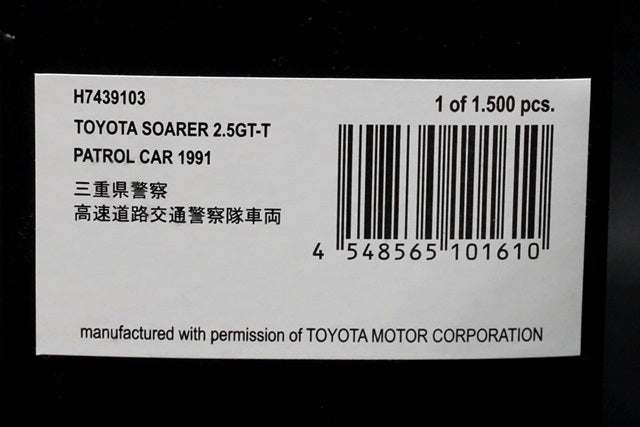 H7439103
1 of 1.500 pcs.
TOYOTA SOARER 2.5GT-T
PATROL CAR 1991
三重県警察
高速道路交通警察隊車両
4 548565 101610
manufactured with permission of TOYOTA MOTOR CORPORATION